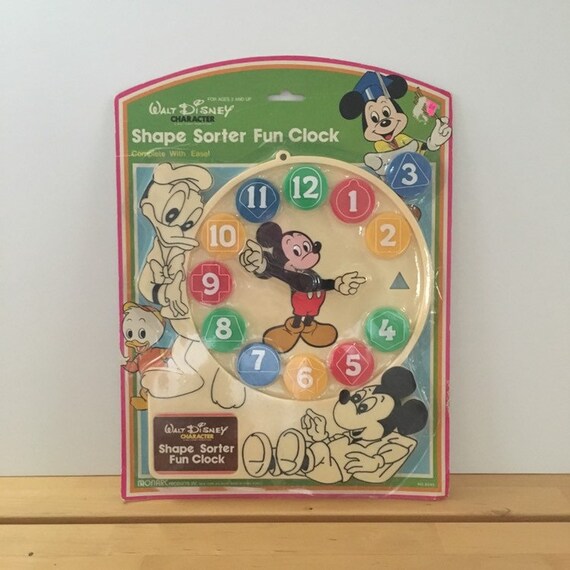 FOR AGES 3 AND UP
WALT DISNEY
CHARACTER
Shape Sorter Fun Clock
Complete With Easel
12
11
1
3
10
2
9
8
4
7
6
5
WALT DISNEY
CHARACTER
Shape Sorter
Fun Clock